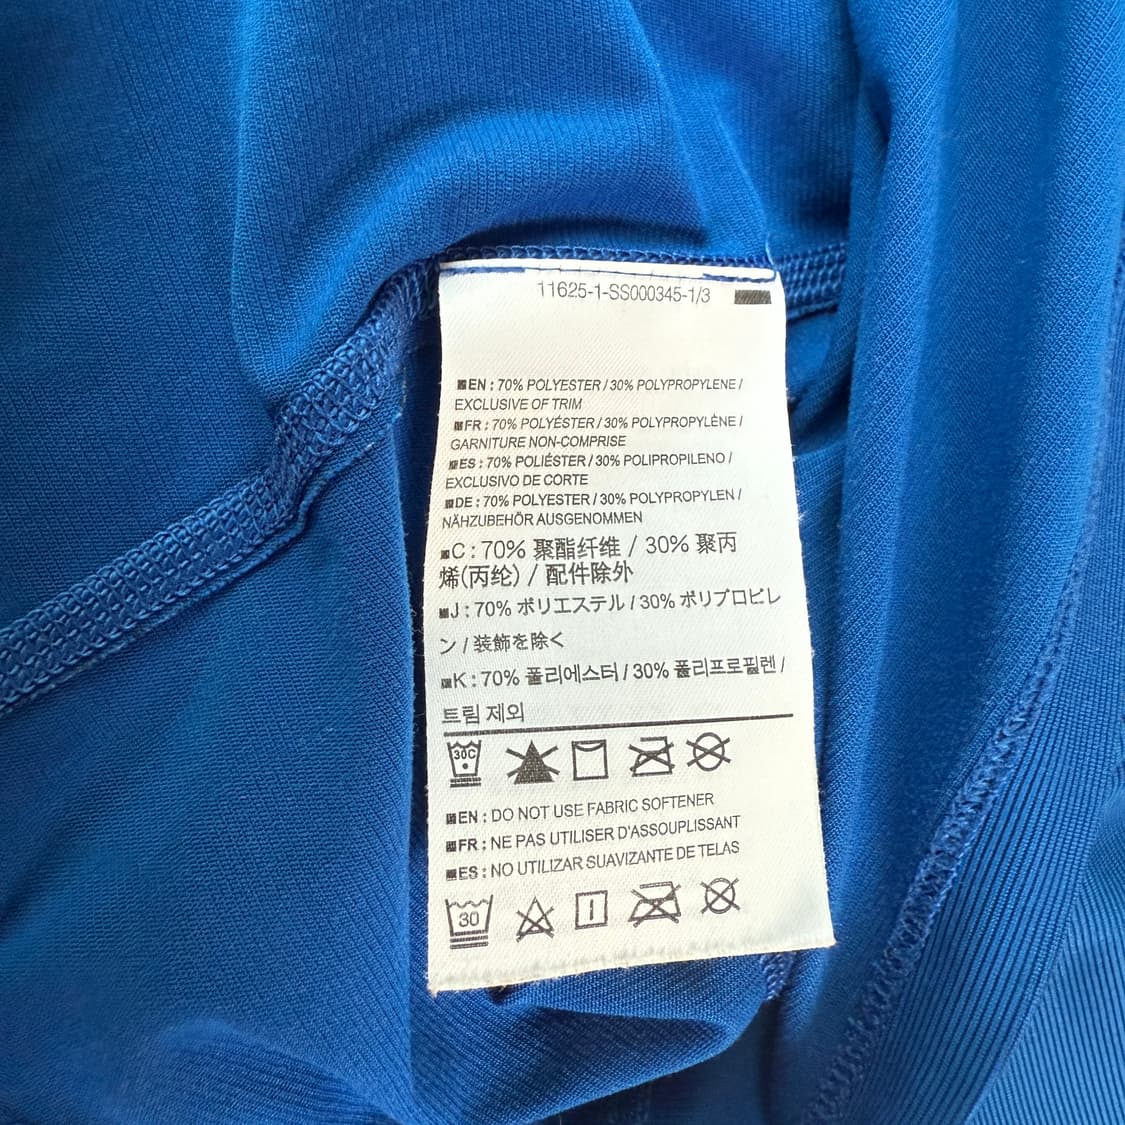 11625-1-SS000345-1/3
EN : 70% POLYESTER / 30% POLYPROPYLENE /
EXCLUSIVE OF TRIM
FR : 70% POLYÉSTER / 30% POLYPROPYLÈNE /
GARNITURE NON-COMPRISE
ES : 70% POLIÉSTER / 30% POLIPROPILENO /
EXCLUSIVO DE CORTE
DE : 70% POLYESTER / 30% POLYPROPYLEN /
NÄHZUBEHÖR AUSGENOMMEN
C : 70% 聚酯纤维 / 30% 聚丙
烯(丙纶) / 配件除外
J : 70% ポリエステル / 30% ポリプロピレ
ン / 装飾を除く
K : 70% 폴리에스터 / 30% 폴리프로필렌 /
트림 제외
30C
EN : DO NOT USE FABRIC SOFTENER
FR : NE PAS UTILISER D'ASSOUPLISSANT
ES : NO UTILIZAR SUAVIZANTE DE TELAS
30